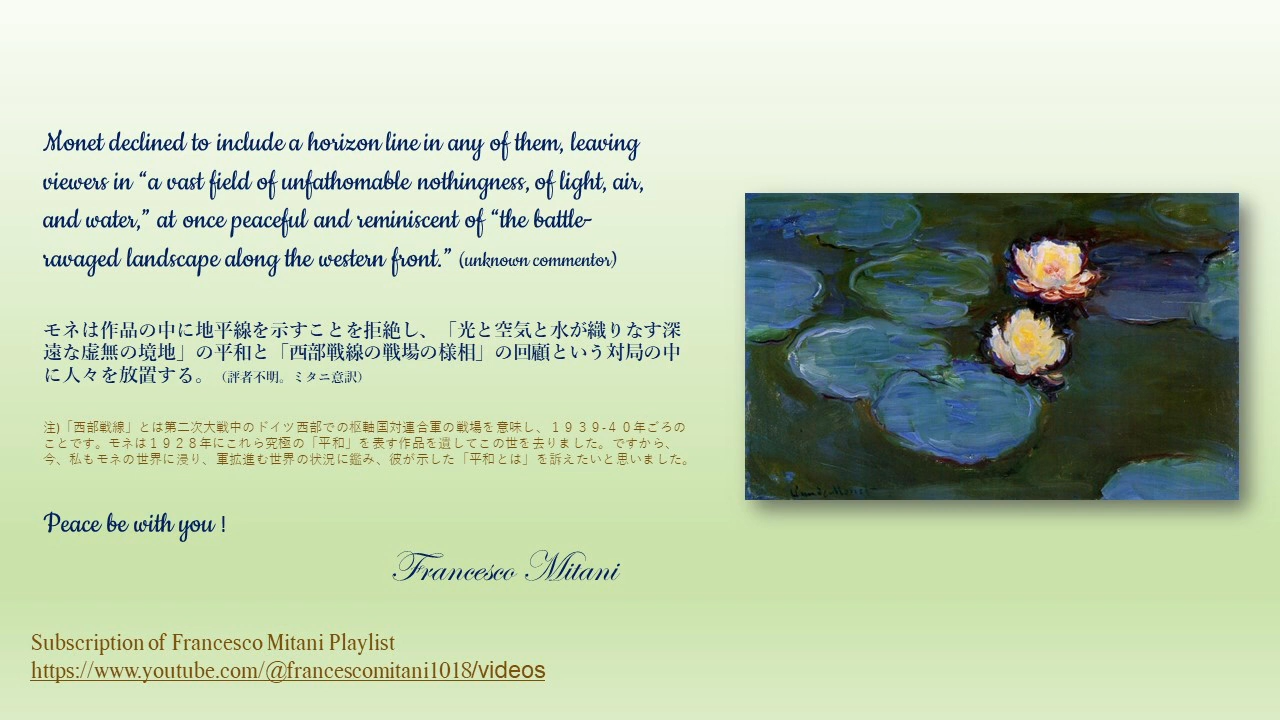 Monet declined to include a horizon line in any of them, leaving
viewers in “a vast field of unfathomable nothingness, of light, air,
and water,” at once peaceful and reminiscent of “the battle-
ravaged landscape along the western front.” (unknown commentor)
モネは作品の中に地平線を示すことを拒絶し、「光と空気と水が織りなす深
遠な虚無の境地」の平和と「西部戦線の戦場の様相」の回顧という対局の中
に人々を放置する。（評者不明。ミタニ意訳）
注)「西部戦線」とは第二次大戦中のドイツ西部での枢軸国対連合軍の戦場を意味し、１９３９-４０年ごろの
ことです。モネは１９２８年にこれら究極の「平和」を表す作品を遺してこの世を去りました。ですから、
今、私もモネの世界に浸り、軍拡進む世界の状況に鑑み、彼が示した「平和とは」を訴えたいと思いました。
Peace be with you !
Francesco Mitani
Subscription of Francesco Mitani Playlist
https://www.youtube.com/@francescomitani1018/videos
Claude Monet